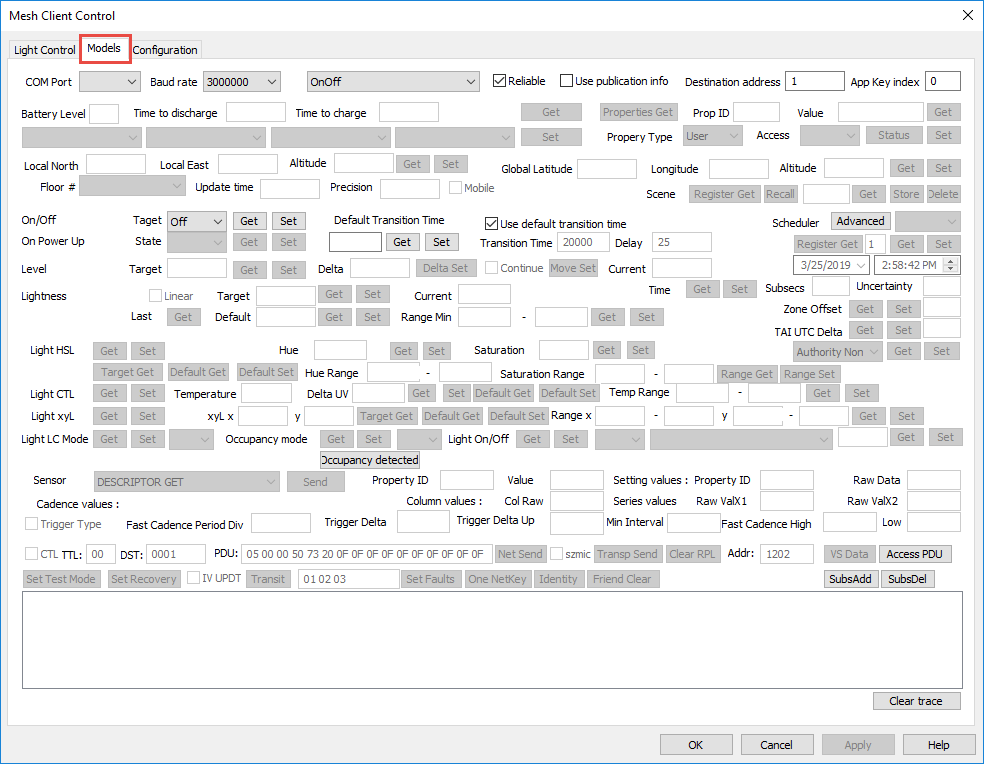 Mesh Client Control
Light Control Models Configuration
COM Port Baud rate 3000000 OnOff Reliable Use publication info Destination address 1 App Key index 0
Battery Level Time to discharge Time to charge Get Properties Get Prop ID Value Get
Set Propery Type User Access Status Set
Local North Local East Altitude Get Set Global Latitude Longitude Altitude Get Set
Floor # Update time Precision Mobile Scene Register Get Recall Get Store Delete
On/Off Taget Off Get Set Default Transition Time Use default transition time Scheduler Advanced
On Power Up State Get Set Get Set Transition Time 20000 Delay 25 Register Get 1 Get Set
Level Target Get Set Delta Delta Set Continue Move Set Current 3/25/2019 2:58:42 PM
Lightness Linear Target Get Set Current Time Get Set Subsecs Uncertainty
Last Get Default Get Set Range Min - Get Set Zone Offset Get Set
TAI UTC Delta Get Set
Light HSL Get Set Hue Get Set Saturation Get Set Authority Non Get Set
Target Get Default Get Default Set Hue Range - Saturation Range - Range Get Range Set
Light CTL Get Set Temperature Delta UV Get Set Default Get Default Set Temp Range - Get Set
Light xyL Get Set xyL x y Target Get Default Get Default Set Range x - y - Get Set
Light LC Mode Get Set Occupancy mode Get Set Light On/Off Get Set Get Set
Occupancy detected
Sensor DESCRIPTOR GET Send Property ID Value Setting values : Property ID Raw Data
Cadence values : Column values : Col Raw Series values Raw ValX1 Raw ValX2
Trigger Type Fast Cadence Period Div Trigger Delta Trigger Delta Up Min Interval Fast Cadence High Low
CTL TTL: 00 DST: 0001 PDU: 05 00 00 50 73 20 0F 0F 0F 0F 0F 0F 0F 0F 0F 0F Net Send szmic Transp Send Clear RPL Addr: 1202 VS Data Access PDU
Set Test Mode Set Recovery IV UPDT Transit 01 02 03 Set Faults One NetKey Identity Friend Clear SubsAdd SubsDel
Clear trace
OK Cancel Apply Help